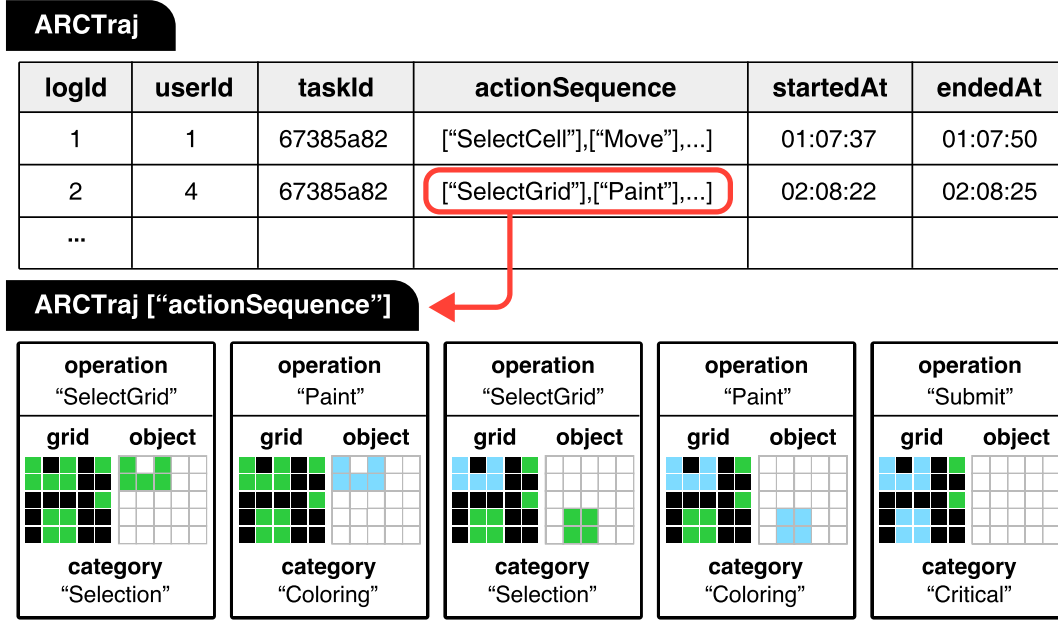 ARCTraj
logId userId taskId actionSequence startedAt endedAt
1 1 67385a82 [“SelectCell”],[“Move”],...] 01:07:37 01:07:50
2 4 67385a82 [“SelectGrid”],[“Paint”],...] 02:08:22 02:08:25
...
ARCTraj [“actionSequence”]
operation operation operation operation operation
“SelectGrid” “Paint” “SelectGrid” “Paint” “Submit”
grid object grid object grid object grid object grid object
category category category category category
“Selection” “Coloring” “Selection” “Coloring” “Critical”